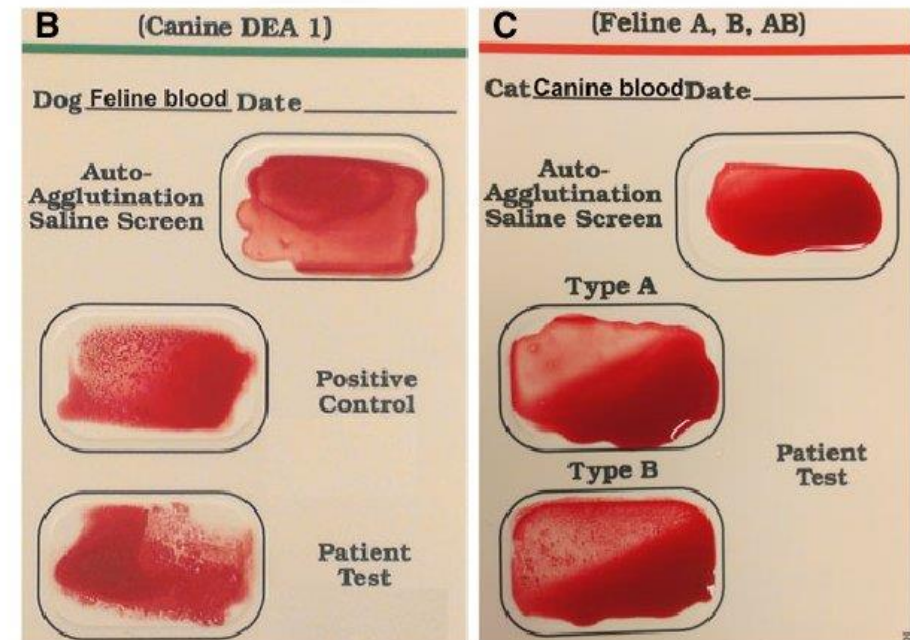 B (Canine DEA 1)
Dog Feline blood Date
Auto-
Agglutination
Saline Screen
Positive
Control
Patient
Test
C (Feline A, B, AB)
Cat Canine blood Date
Auto-
Agglutination
Saline Screen
Type A
Type B
Patient
Test